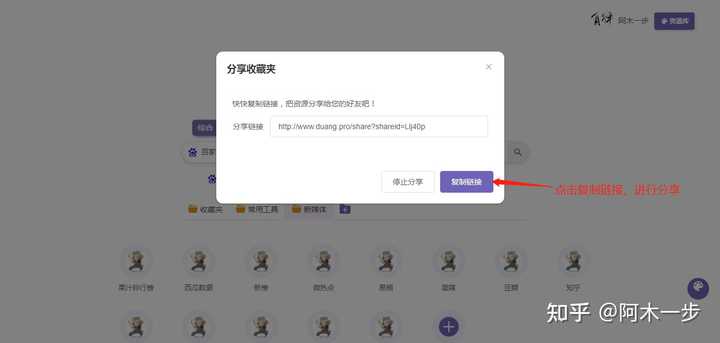 阿木一步 资源库
分享收藏夹
快快复制链接，把资源分享给您的好友吧！
分享链接 http://www.duang.pro/share?shareid=Llj40p
停止分享 复制链接
点击复制链接，进行分享
综合
百家
收藏夹 常用工具 新媒体
果汁排行榜 西瓜数据 新榜 微热点 易撰 豆瓣 知乎
知乎 @阿木一步